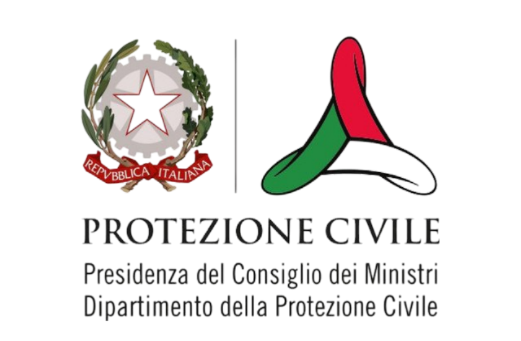 REPVBBLICA ITALIANA
PROTEZIONE CIVILE
Presidenza del Consiglio dei Ministri
Dipartimento della Protezione Civile